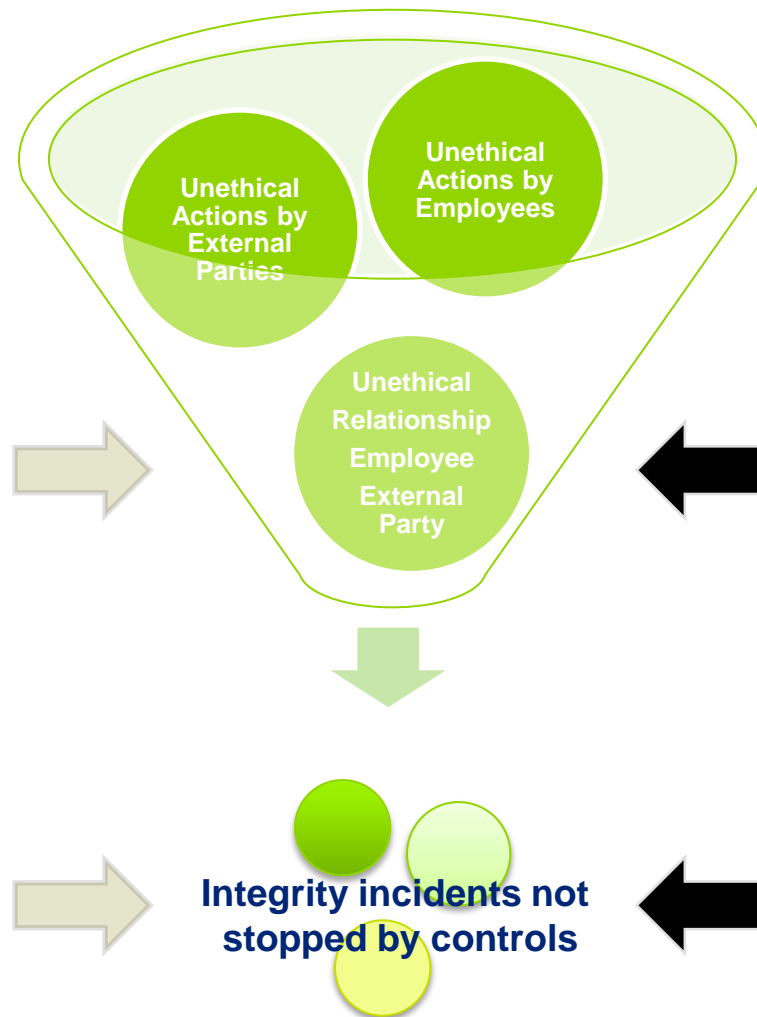 Unethical
Actions by
Employees
Unethical
Actions by
External
Parties
Unethical
Relationship
Employee
External
Party
Integrity incidents not
stopped by controls